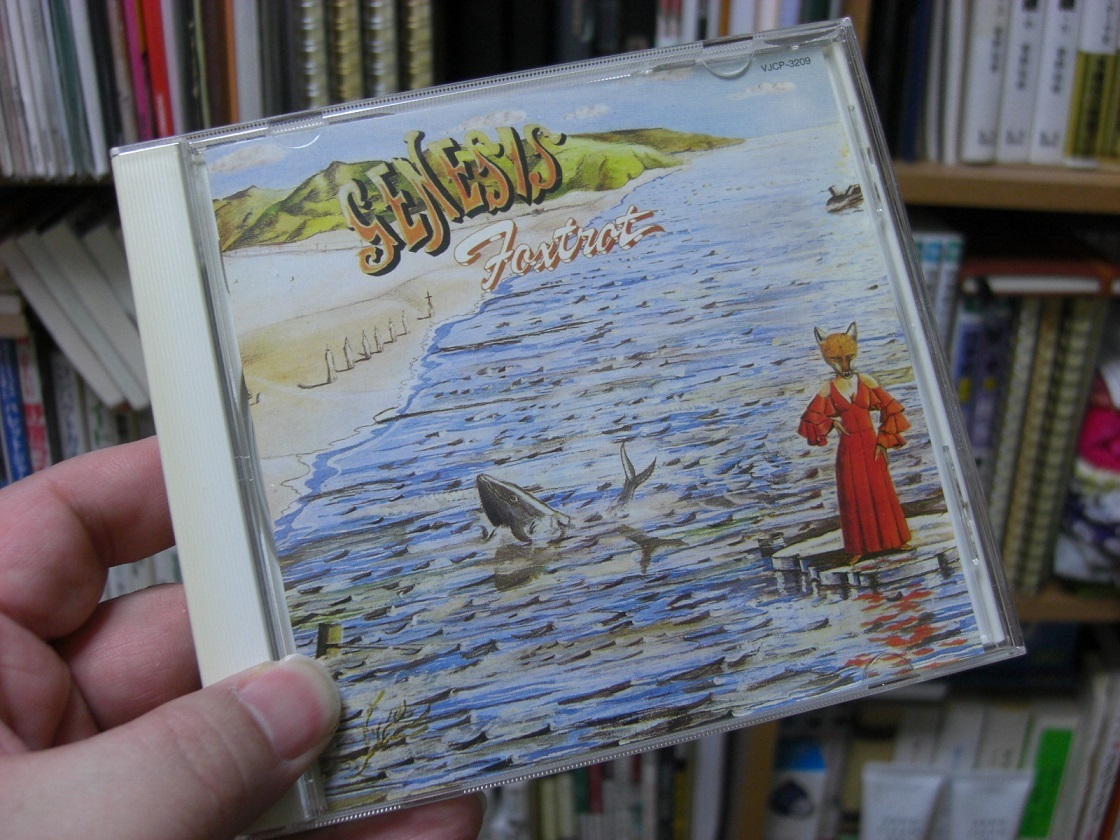 VJCP-3209
GENESIS
Foxtrot